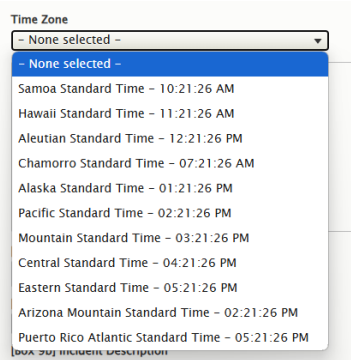 Time Zone
– None selected –
– None selected –
Samoa Standard Time – 10:21:26 AM
Hawaii Standard Time – 11:21:26 AM
Aleutian Standard Time – 12:21:26 PM
Chamorro Standard Time – 07:21:26 AM
Alaska Standard Time – 01:21:26 PM
Pacific Standard Time – 02:21:26 PM
Mountain Standard Time – 03:21:26 PM
Central Standard Time – 04:21:26 PM
Eastern Standard Time – 05:21:26 PM
Arizona Mountain Standard Time – 02:21:26 PM
Puerto Rico Atlantic Standard Time – 05:21:26 PM
[Box 9b] Incident Description